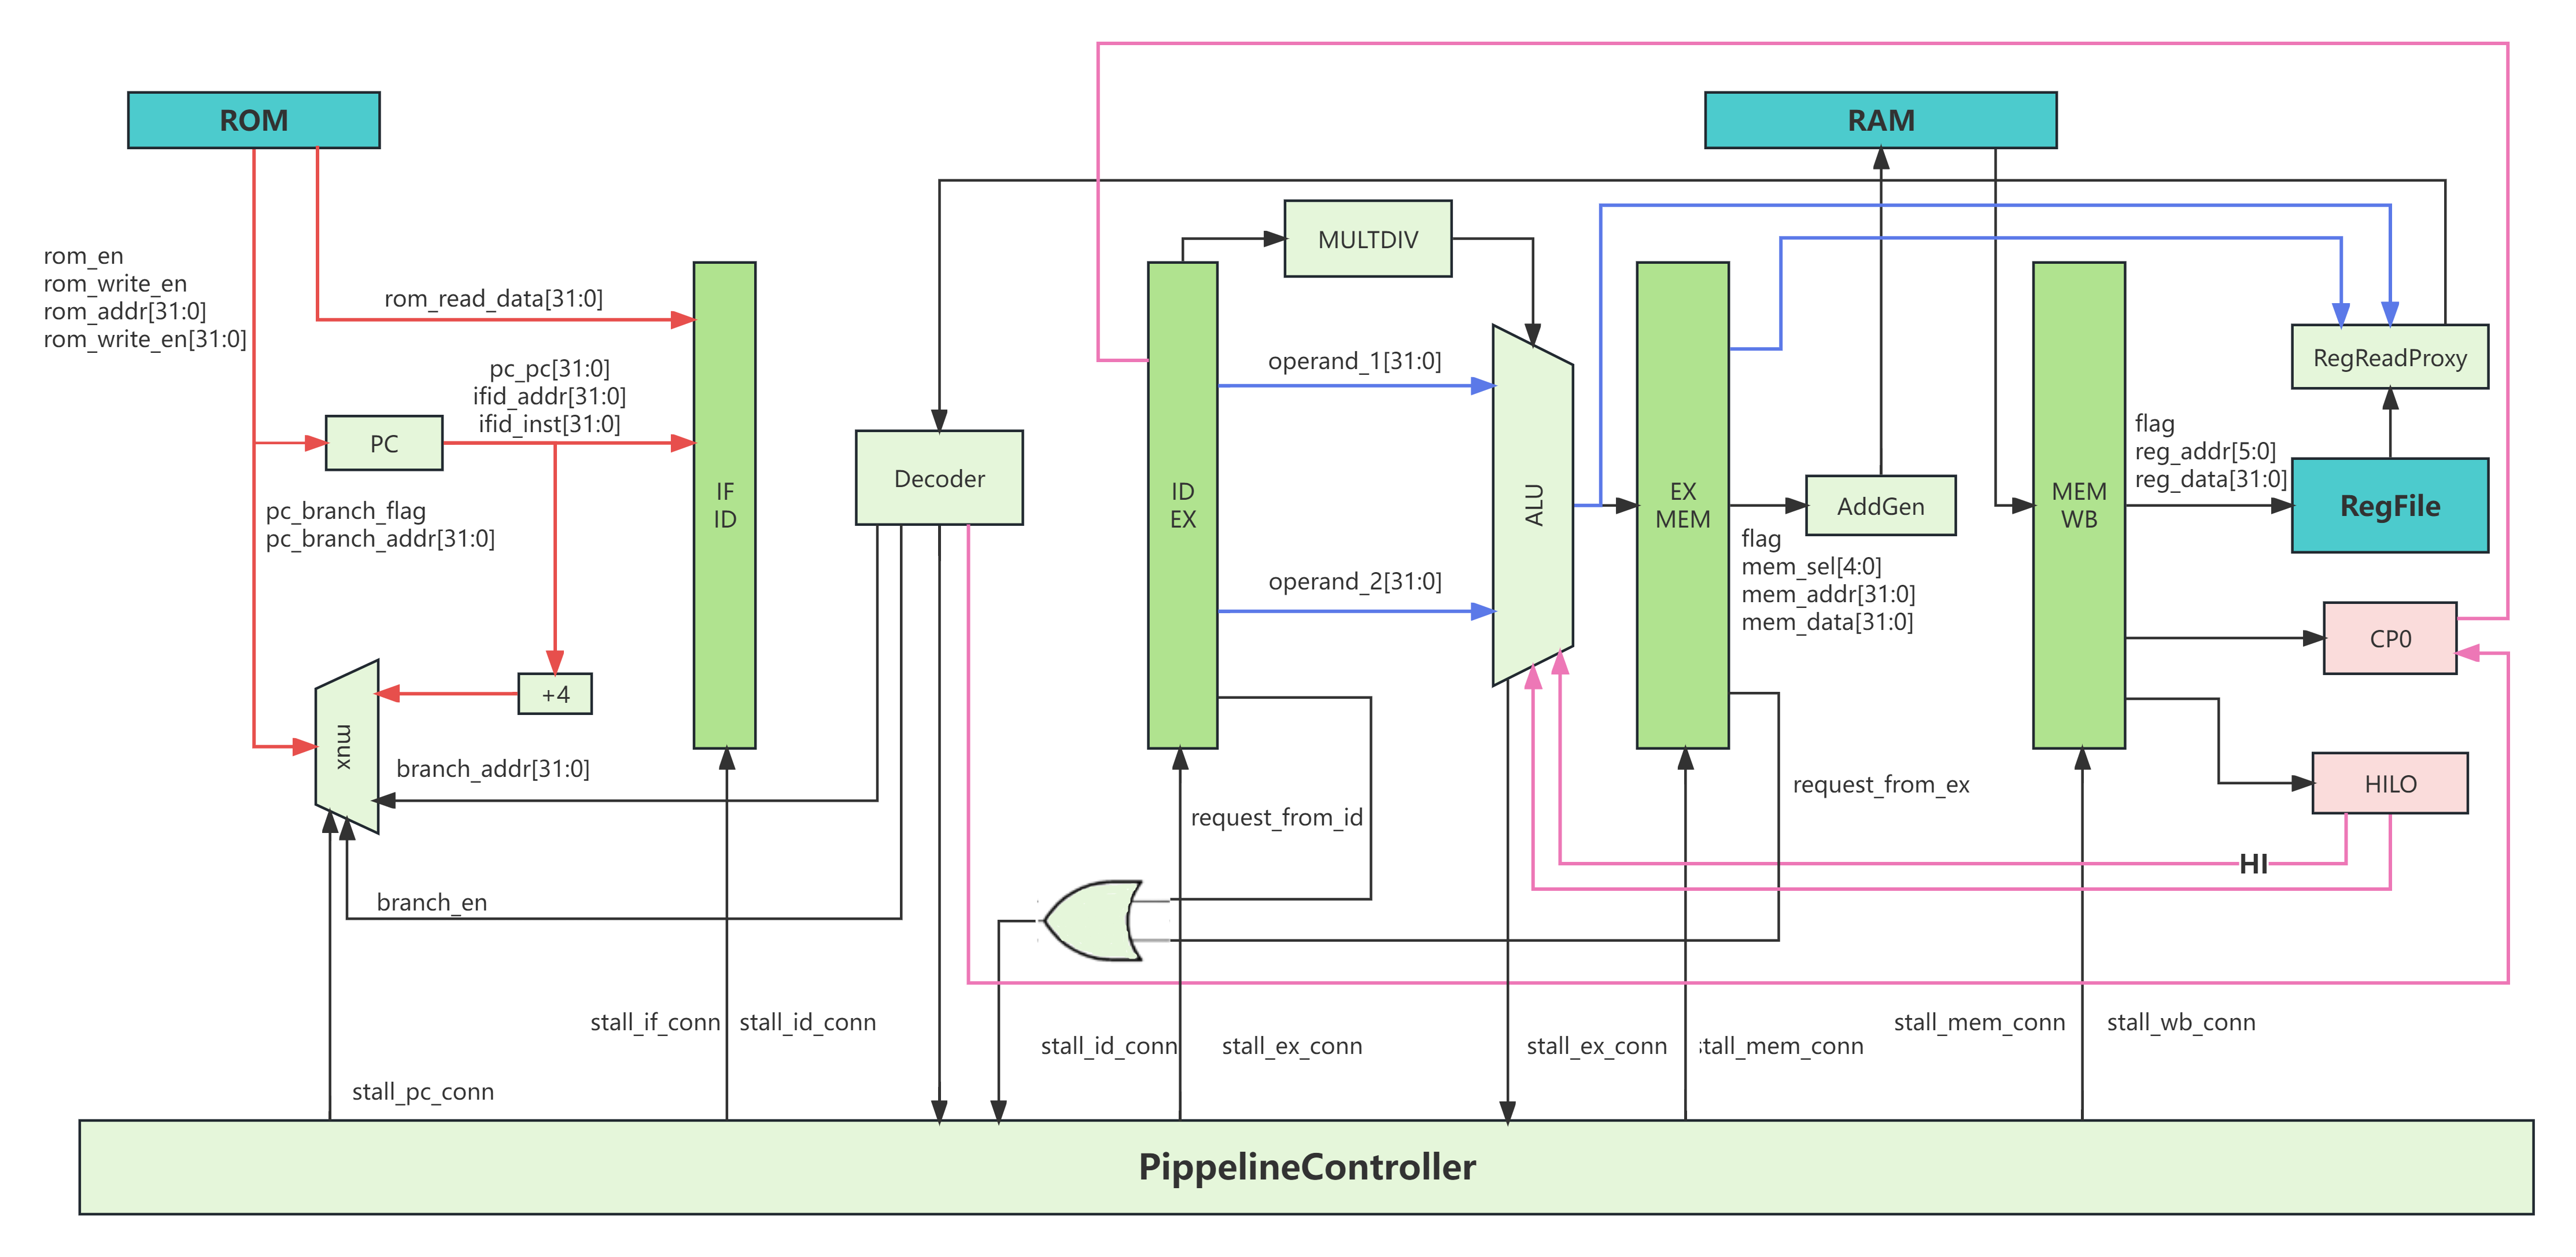 ROM
RAM
rom_en
rom_write_en
rom_addr[31:0]
rom_write_en[31:0]
rom_read_data[31:0]
pc_pc[31:0]
ifid_addr[31:0]
ifid_inst[31:0]
PC
pc_branch_flag
pc_branch_addr[31:0]
+4
mux
branch_addr[31:0]
branch_en
IF
ID
Decoder
ID
EX
MULTDIV
operand_1[31:0]
operand_2[31:0]
ALU
EX
MEM
AddGen
flag
mem_sel[4:0]
mem_addr[31:0]
mem_data[31:0]
MEM
WB
flag
reg_addr[5:0]
reg_data[31:0]
RegReadProxy
RegFile
CP0
HILO
HI
request_from_id
request_from_ex
stall_pc_conn
stall_if_conn
stall_id_conn
stall_id_conn
stall_ex_conn
stall_ex_conn
stall_mem_conn
stall_mem_conn
stall_wb_conn
PippelineController